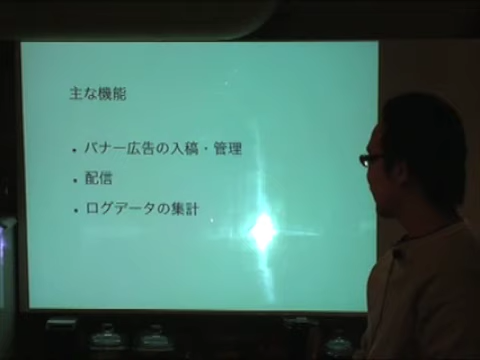 主な機能
• バナー広告の入稿・管理
• 配信
• ログデータの集計